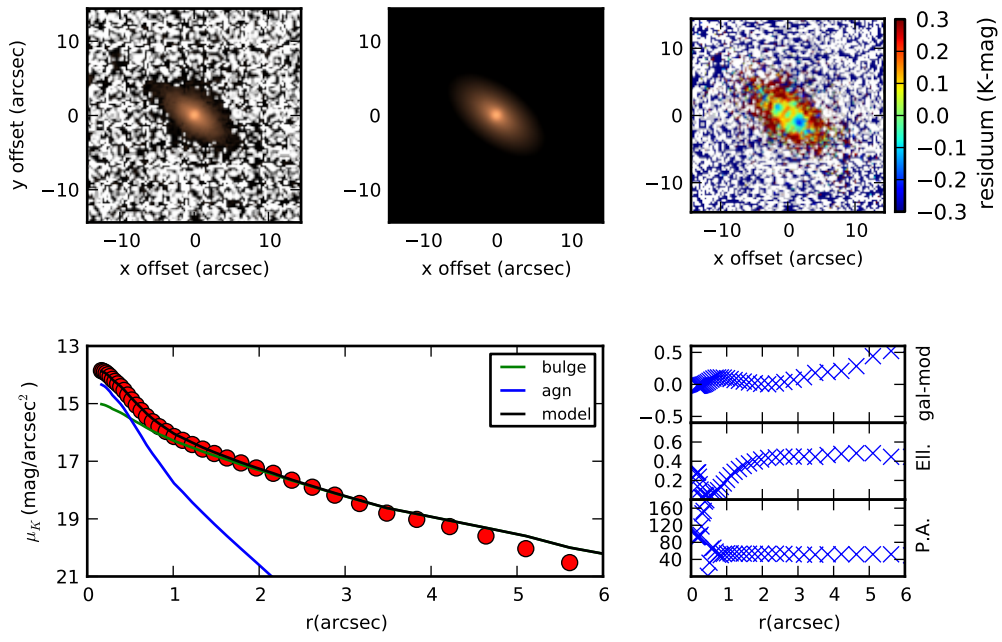 10
0
−10
y offset (arcsec)
−10 0 10
x offset (arcsec)
10
0
−10
−10 0 10
x offset (arcsec)
10
0
−10
−10 0 10
x offset (arcsec)
0.3
0.2
0.1
0.0
−0.1
−0.2
−0.3
residuum (K-mag)
13
15
17
19
21
μK (mag/arcsec²)
0 1 2 3 4 5 6
r(arcsec)
bulge
agn
model
0.5
0.0
−0.5
gal-mod
0.6
0.4
0.2
Ell.
160
120
80
40
P.A.
0 1 2 3 4 5 6
r(arcsec)